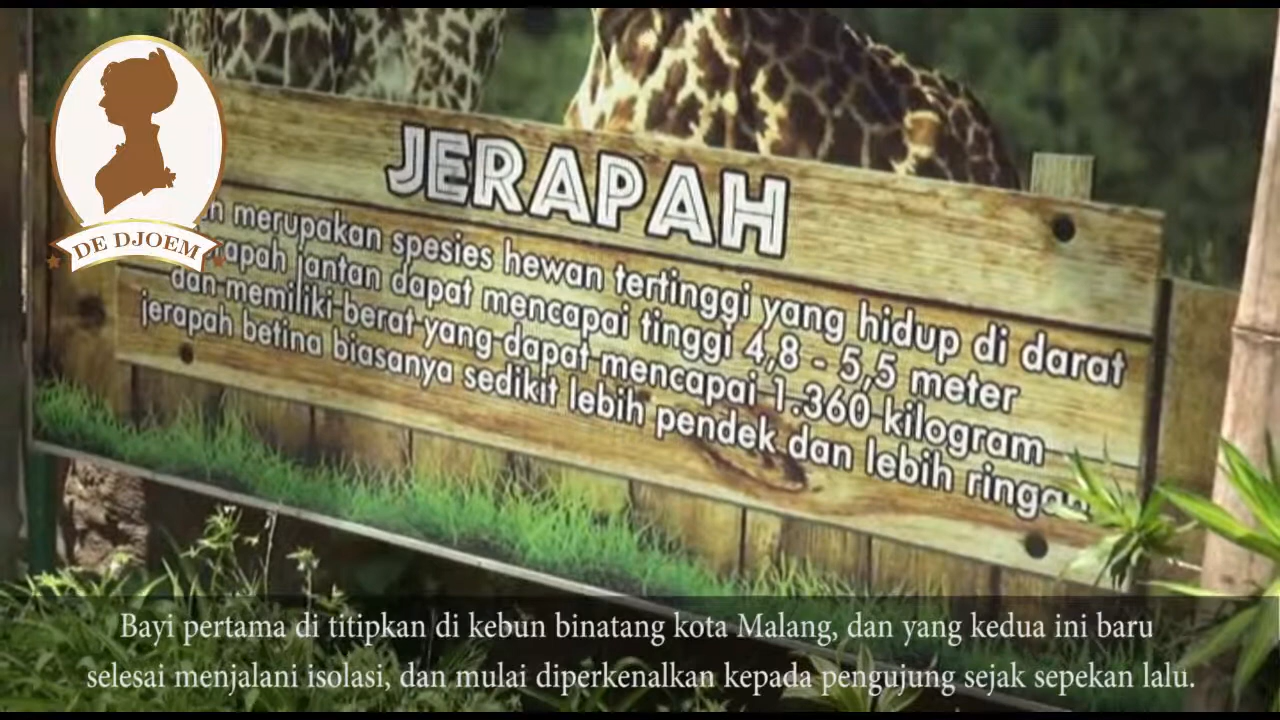 DE DJOEM
JERAPAH
merupakan spesies hewan tertinggi yang hidup di darat
jantan dapat mencapai tinggi 4,8 - 5,5 meter
dan memiliki berat yang dapat mencapai 1.360 kilogram
jerapah betina biasanya sedikit lebih pendek dan lebih ringan
Bayi pertama di titipkan di kebun binatang kota Malang, dan yang kedua ini baru
selesai menjalani isolasi, dan mulai diperkenalkan kepada pengujung sejak sepekan lalu.